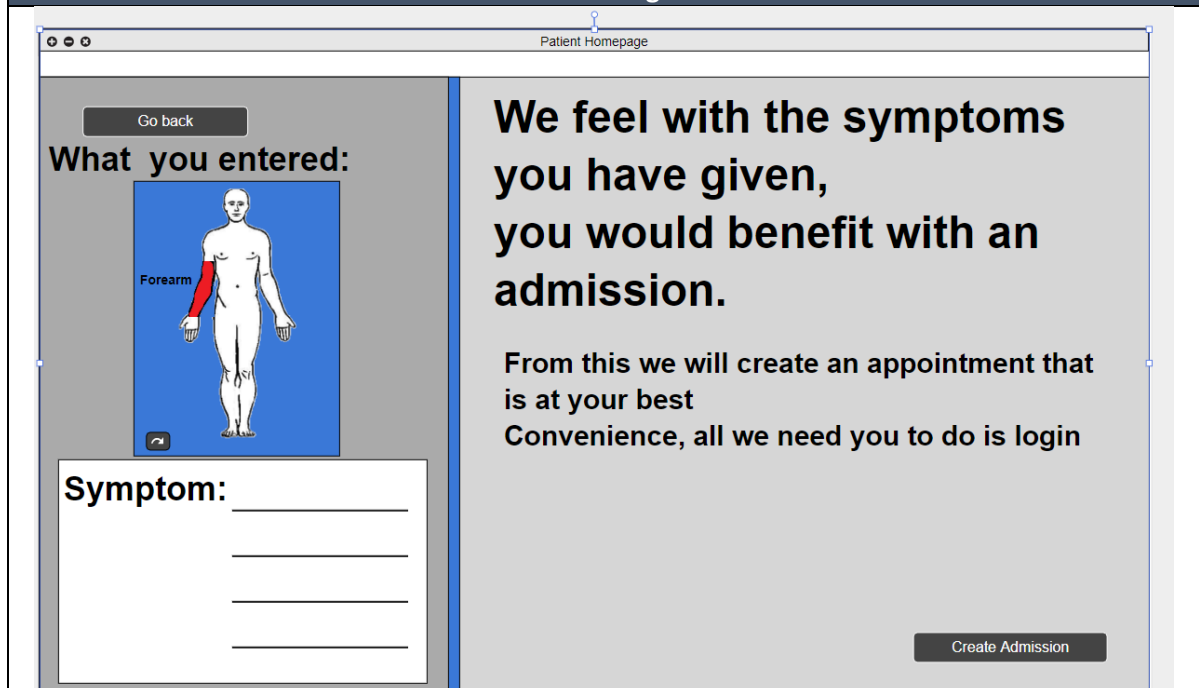 Patient Homepage
Go back
What you entered:
Forearm
Symptom:
We feel with the symptoms
you have given,
you would benefit with an
admission.
From this we will create an appointment that
is at your best
Convenience, all we need you to do is login
Create Admission